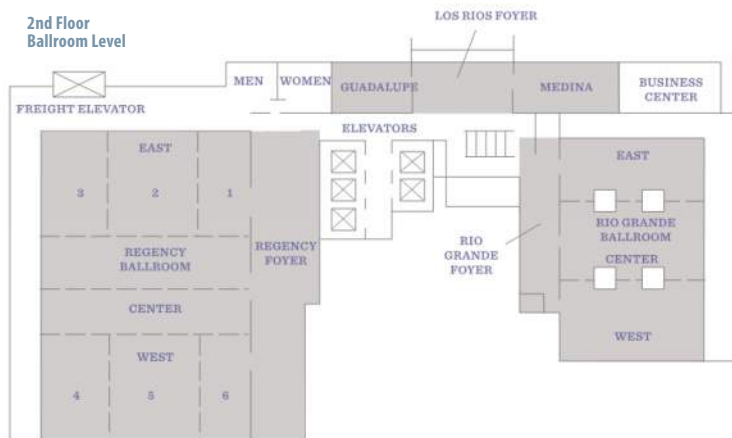 2nd Floor
Ballroom Level
LOS RIOS FOYER
MEN
WOMEN
GUADALUPE
MEDINA
BUSINESS
CENTER
FREIGHT ELEVATOR
ELEVATORS
EAST
3
2
1
REGENCY
BALLROOM
REGENCY
FOYER
CENTER
WEST
4
5
6
RIO
GRANDE
FOYER
EAST
RIO GRANDE
BALLROOM
CENTER
WEST